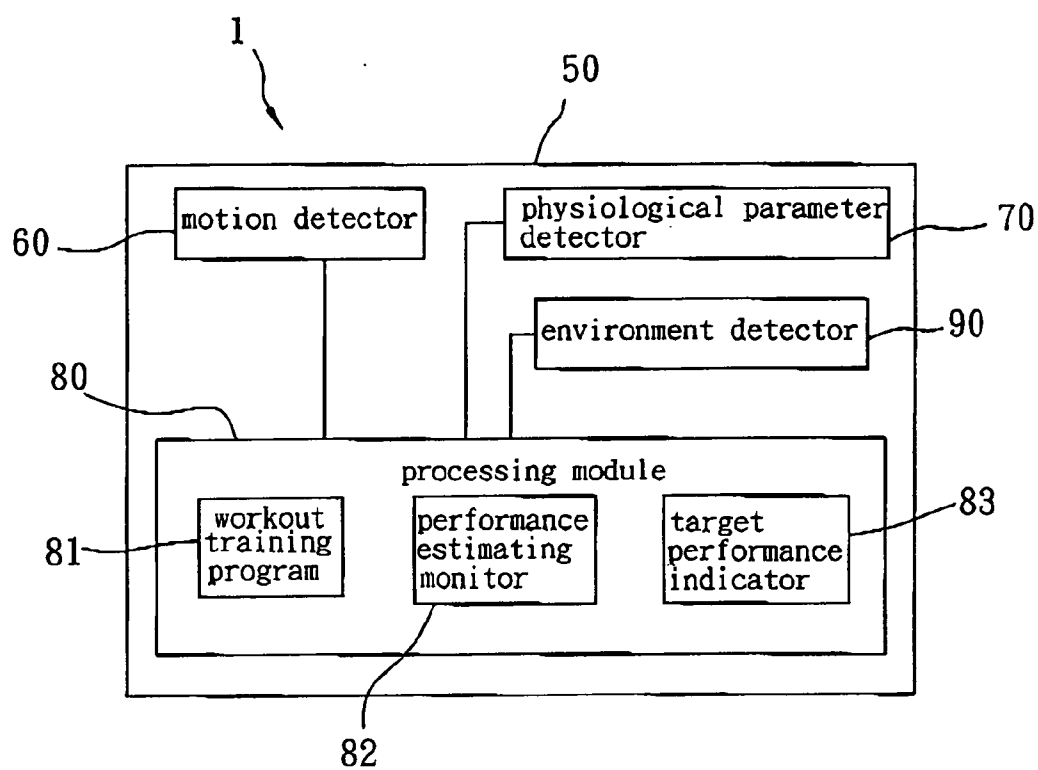 1
50
motion detector
physiological parameter
detector
60
70
environment detector
90
80
processing module
workout
training
program
performance
estimating
monitor
target
performance
indicator
81
83
82